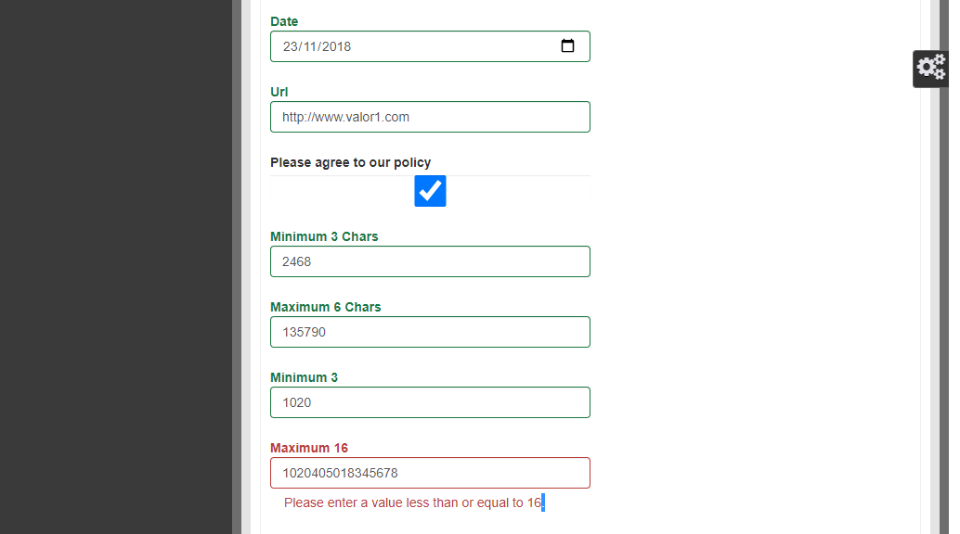 Date
23/11/2018
Url
http://www.valor1.com
Please agree to our policy
Minimum 3 Chars
2468
Maximum 6 Chars
135790
Minimum 3
1020
Maximum 16
1020405018345678
Please enter a value less than or equal to 16.